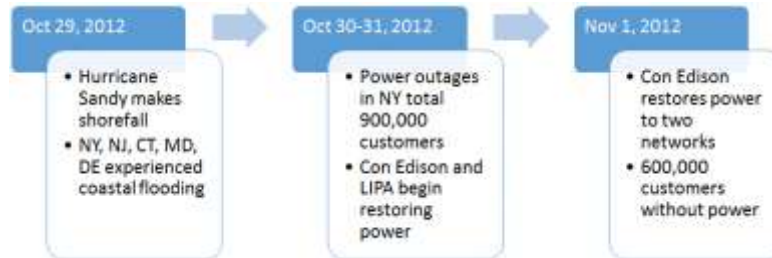 Oct 29, 2012
• Hurricane
Sandy makes
shorefall
• NY, NJ, CT, MD,
DE experienced
coastal flooding
Oct 30-31, 2012
• Power outages
in NY total
900,000
customers
• Con Edison and
LIPA begin
restoring
power
Nov 1, 2012
• Con Edison
restores power
to two
networks
• 600,000
customers
without power